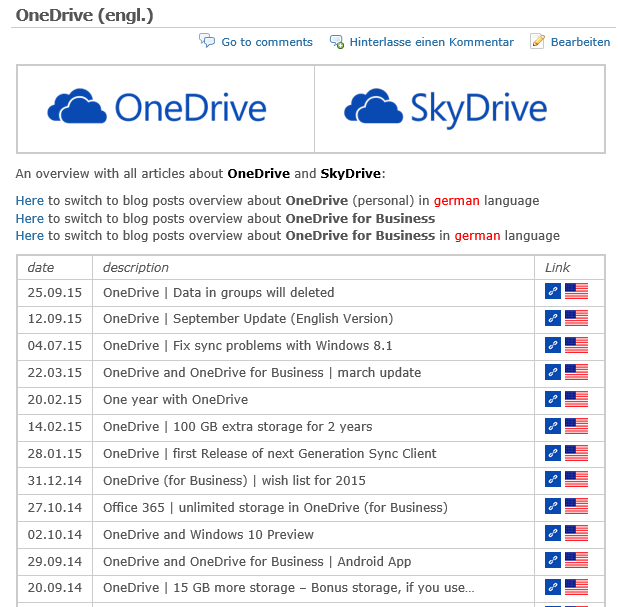 OneDrive (engl.)
Go to comments Hinterlasse einen Kommentar Bearbeiten
OneDrive SkyDrive
An overview with all articles about OneDrive and SkyDrive:
Here to switch to blog posts overview about OneDrive (personal) in german language
Here to switch to blog posts overview about OneDrive for Business
Here to switch to blog posts overview about OneDrive for Business in german language
date description Link
25.09.15 OneDrive | Data in groups will deleted
12.09.15 OneDrive | September Update (English Version)
04.07.15 OneDrive | Fix sync problems with Windows 8.1
22.03.15 OneDrive and OneDrive for Business | march update
20.02.15 One year with OneDrive
14.02.15 OneDrive | 100 GB extra storage for 2 years
28.01.15 OneDrive | first Release of next Generation Sync Client
31.12.14 OneDrive (for Business) | wish list for 2015
27.10.14 Office 365 | unlimited storage in OneDrive (for Business)
02.10.14 OneDrive and Windows 10 Preview
29.09.14 OneDrive and OneDrive for Business | Android App
20.09.14 OneDrive | 15 GB more storage – Bonus storage, if you use...